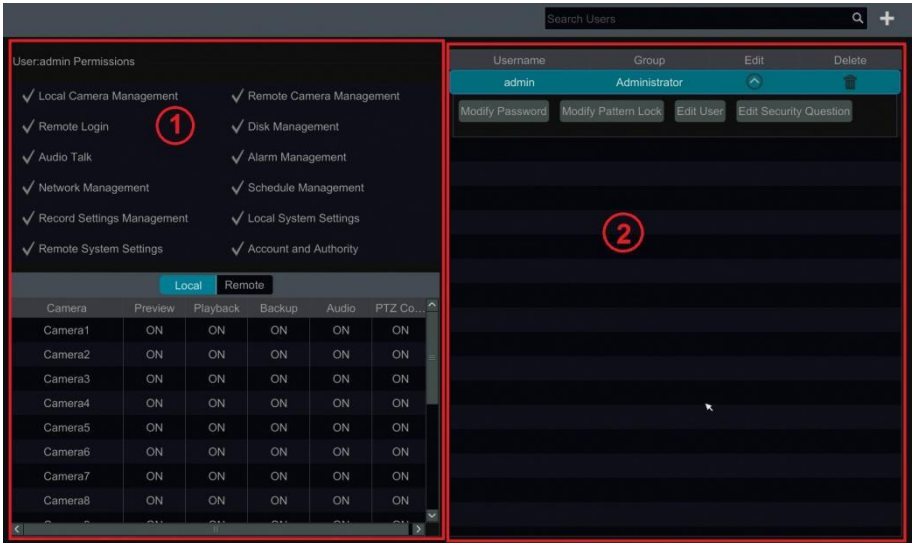 Search Users
User:admin Permissions
Local Camera Management Remote Camera Management
Remote Login Disk Management
Audio Talk Alarm Management
Network Management Schedule Management
Record Settings Management Local System Settings
Remote System Settings Account and Authority
1
Local Remote
Camera Preview Playback Backup Audio PTZ Co...
Camera1 ON ON ON ON ON
Camera2 ON ON ON ON ON
Camera3 ON ON ON ON ON
Camera4 ON ON ON ON ON
Camera5 ON ON ON ON ON
Camera6 ON ON ON ON ON
Camera7 ON ON ON ON ON
Camera8 ON ON ON ON ON
Username Group Edit Delete
admin Administrator
Modify Password Modify Pattern Lock Edit User Edit Security Question
2